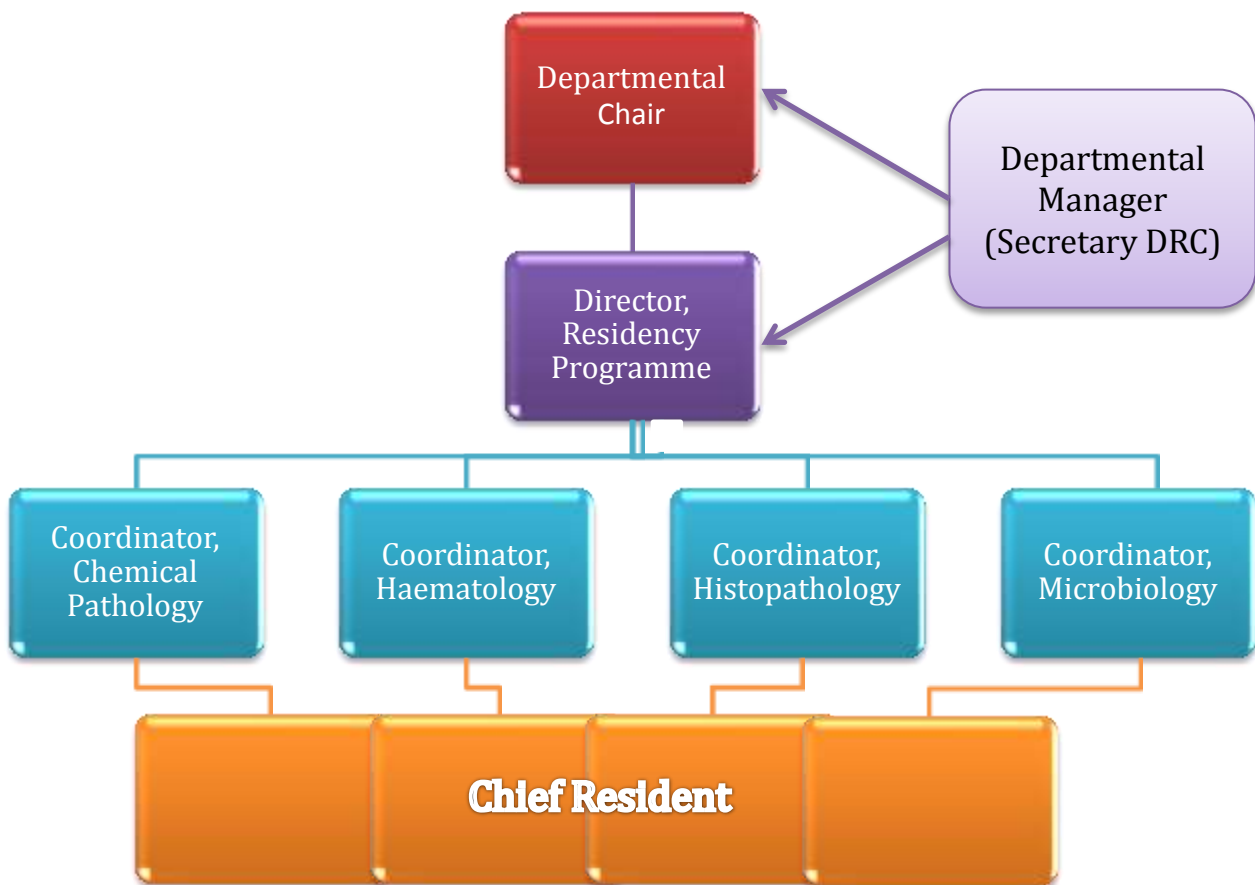 Departmental
Chair
Departmental
Manager
(Secretary DRC)
Director,
Residency
Programme
Coordinator,
Chemical
Pathology
Coordinator,
Haematology
Coordinator,
Histopathology
Coordinator,
Microbiology
Chief Resident